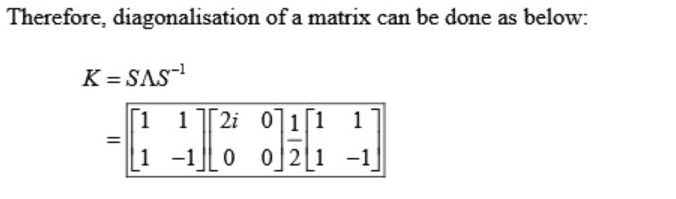 Therefore, diagonalisation of a matrix can be done as below:
K = SΛS⁻¹
= [1 1; 1 −1] [2i 0; 0 0] 1/2 [1 1; 1 −1]